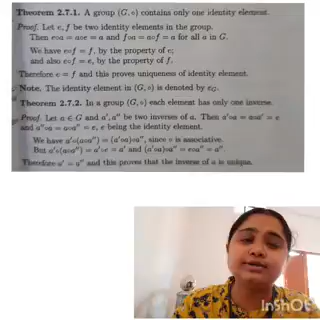 Theorem 2.7.1. A group (G, ∘) contains only one identity element.
Proof. Let e, f be two identity elements in the group.
Then e∘a = a∘e = a and f∘a = a∘f = a for all a in G.
We have e∘f = f, by the property of e;
and also e∘f = e, by the property of f.
Therefore e = f and this proves uniqueness of identity element.
Note. The identity element in (G, ∘) is denoted by e_G.
Theorem 2.7.2. In a group (G, ∘) each element has only one inverse.
Proof. Let a ∈ G and a′, a″ be two inverses of a. Then a′∘a = a∘a′ = e
and a″∘a = a∘a″ = e, e being the identity element.
We have a′∘(a∘a″) = (a′∘a)∘a″, since ∘ is associative.
But a′∘(a∘a″) = a′∘e = a′ and (a′∘a)∘a″ = e∘a″ = a″.
Therefore a′ = a″ and this proves that the inverse of a is unique.
InShOt